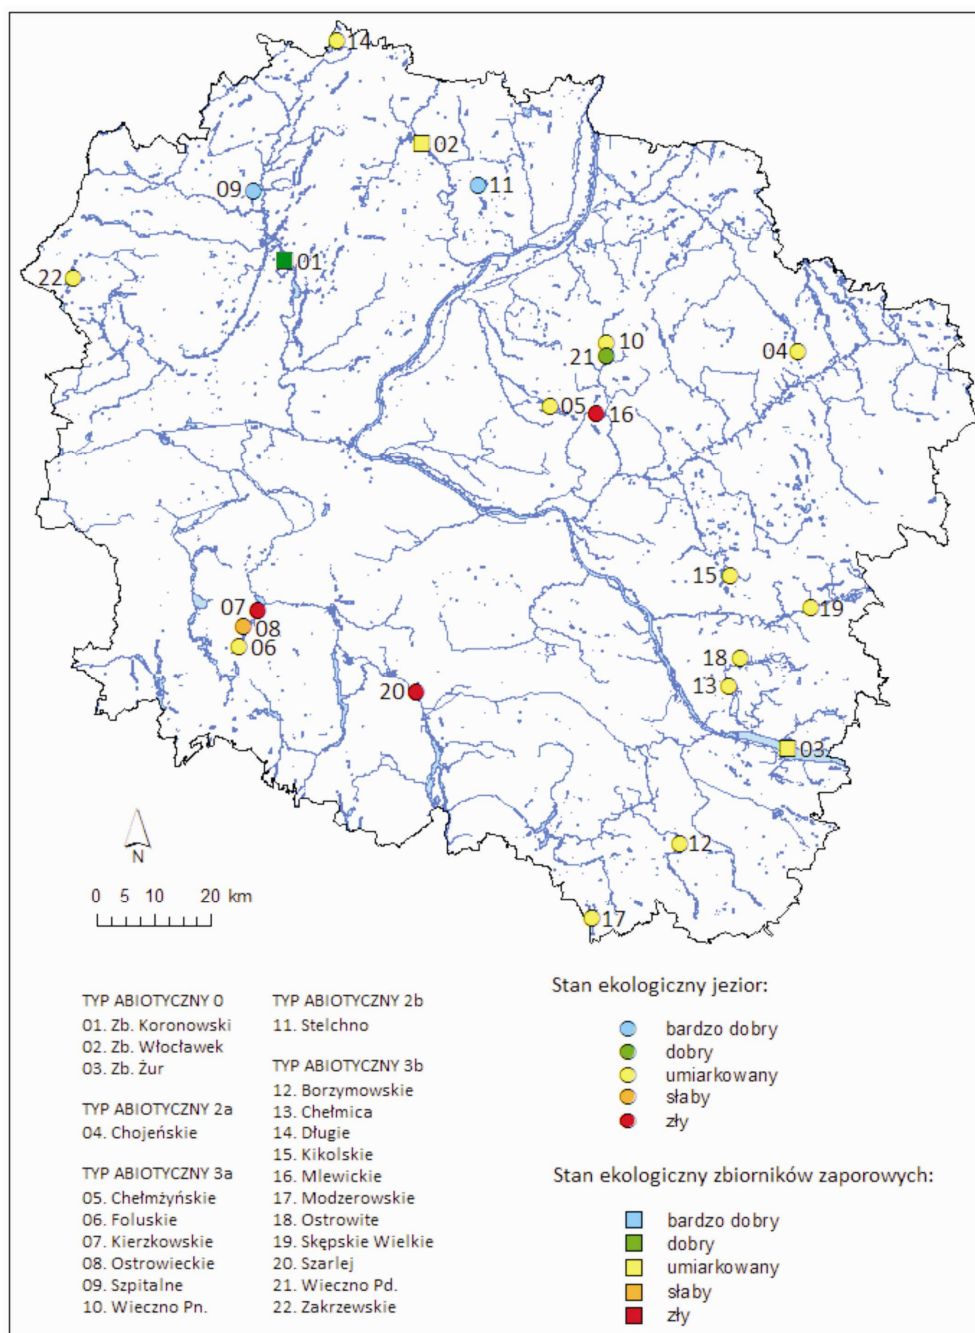 14
02
09
11
01
22
10
21
04
05
16
15
19
07
08
06
18
13
20
03
12
17
N
0 5 10 20 km
TYP ABIOTYCZNY 0
01. Zb. Koronowski
02. Zb. Włocławek
03. Zb. Żur
TYP ABIOTYCZNY 2a
04. Chojeńskie
TYP ABIOTYCZNY 3a
05. Chełmżyńskie
06. Foluskie
07. Kierzkowskie
08. Ostrowieckie
09. Szpitalne
10. Wieczno Pn.
TYP ABIOTYCZNY 2b
11. Stelchno
TYP ABIOTYCZNY 3b
12. Borzymowskie
13. Chełmica
14. Długie
15. Kikolskie
16. Mlewickie
17. Modzerowskie
18. Ostrowite
19. Skępskie Wielkie
20. Szarlej
21. Wieczno Pd.
22. Zakrzewskie
Stan ekologiczny jezior:
bardzo dobry
dobry
umiarkowany
słaby
zły
Stan ekologiczny zbiorników zaporowych:
bardzo dobry
dobry
umiarkowany
słaby
zły